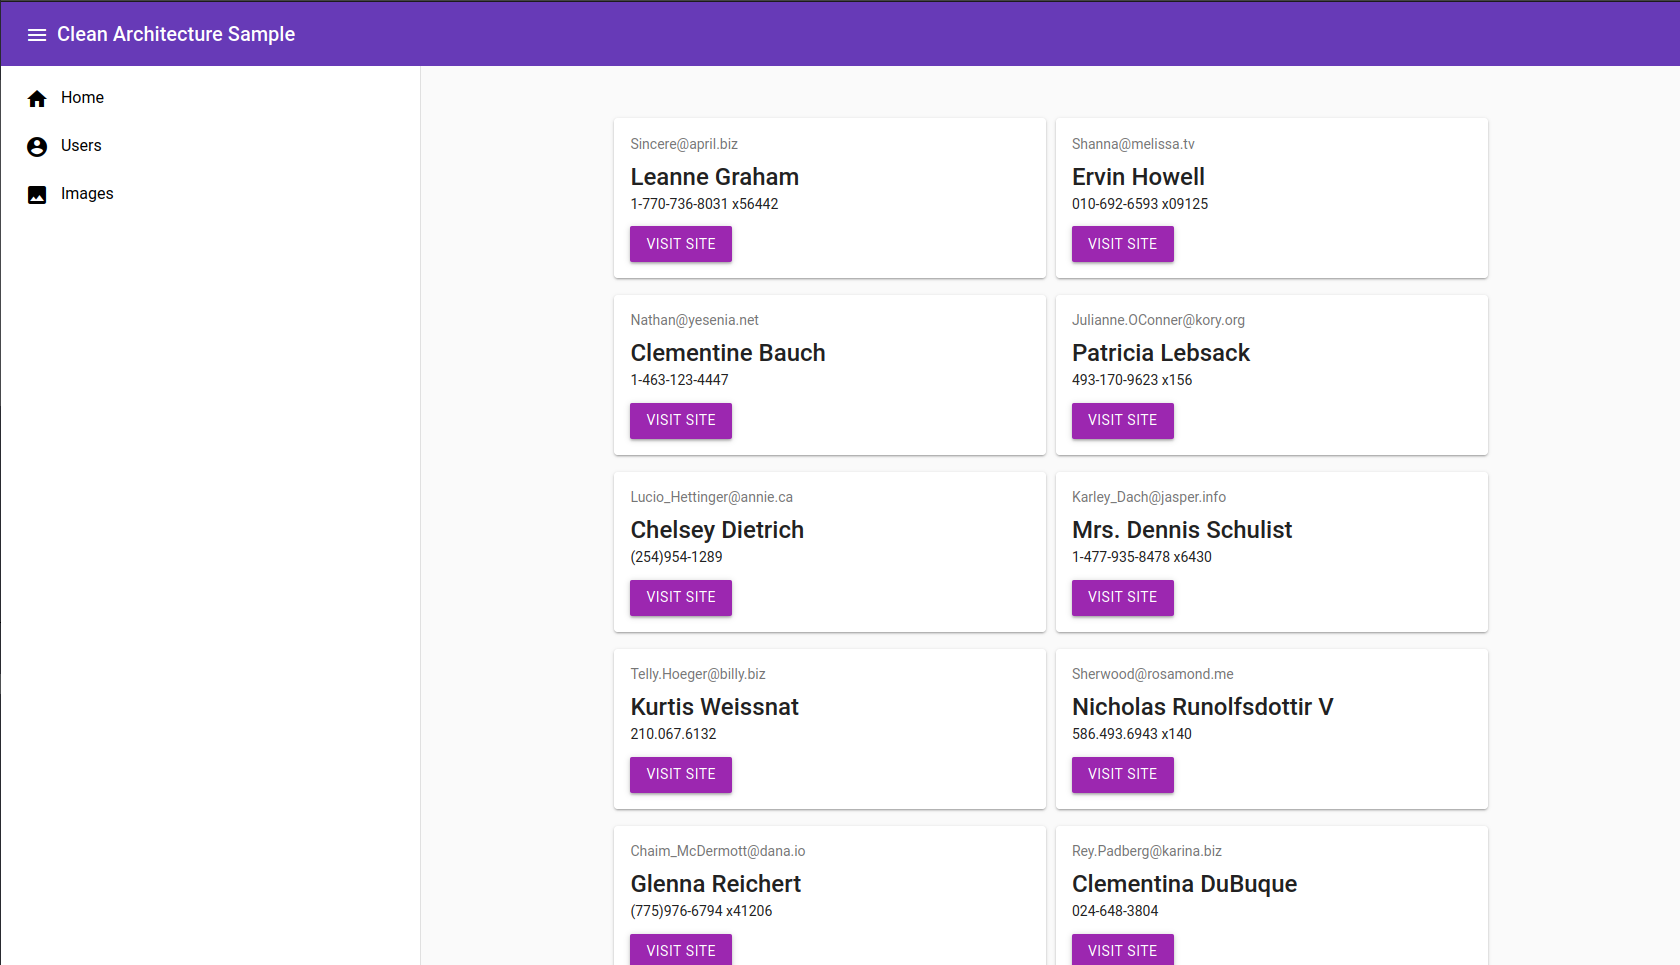 Clean Architecture Sample
Home
Users
Images
Sincere@april.biz
Leanne Graham
1-770-736-8031 x56442
VISIT SITE
Shanna@melissa.tv
Ervin Howell
010-692-6593 x09125
VISIT SITE
Nathan@yesenia.net
Clementine Bauch
1-463-123-4447
VISIT SITE
Julianne.OConner@kory.org
Patricia Lebsack
493-170-9623 x156
VISIT SITE
Lucio_Hettinger@annie.ca
Chelsey Dietrich
(254)954-1289
VISIT SITE
Karley_Dach@jasper.info
Mrs. Dennis Schulist
1-477-935-8478 x6430
VISIT SITE
Telly.Hoeger@billy.biz
Kurtis Weissnat
210.067.6132
VISIT SITE
Sherwood@rosamond.me
Nicholas Runolfsdottir V
586.493.6943 x140
VISIT SITE
Chaim_McDermott@dana.io
Glenna Reichert
(775)976-6794 x41206
VISIT SITE
Rey.Padberg@karina.biz
Clementina DuBuque
024-648-3804
VISIT SITE